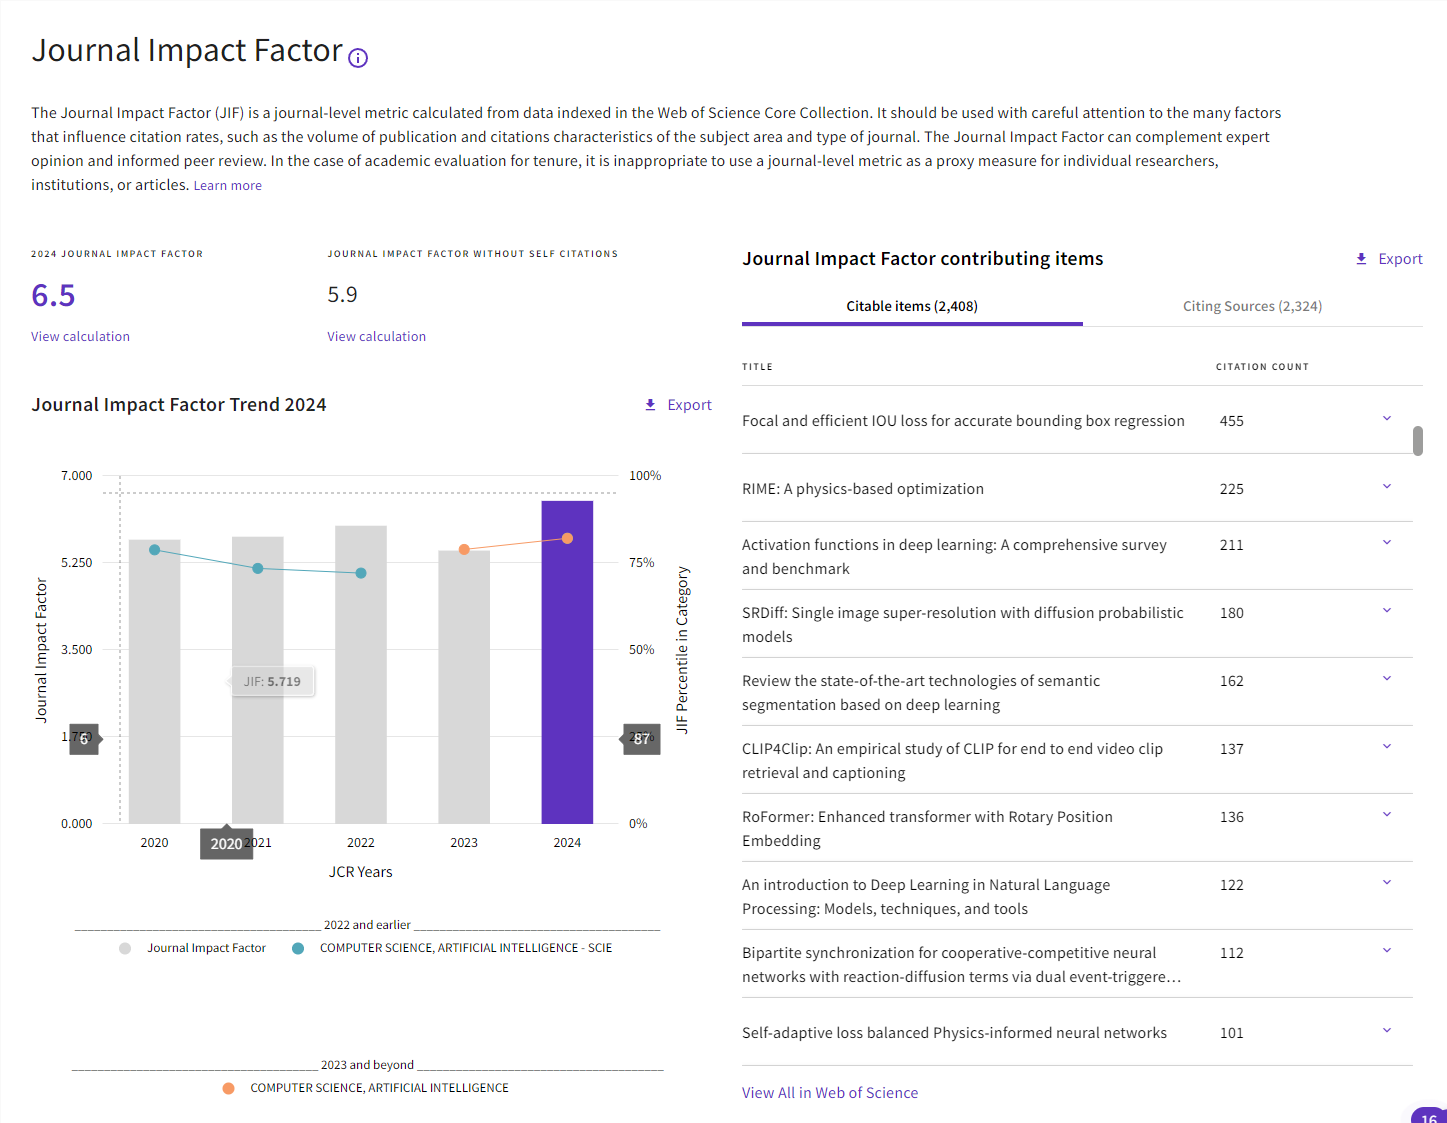 Journal Impact Factor
The Journal Impact Factor (JIF) is a journal-level metric calculated from data indexed in the Web of Science Core Collection. It should be used with careful attention to the many factors
that influence citation rates, such as the volume of publication and citations characteristics of the subject area and type of journal. The Journal Impact Factor can complement expert
opinion and informed peer review. In the case of academic evaluation for tenure, it is inappropriate to use a journal-level metric as a proxy measure for individual researchers,
institutions, or articles. Learn more
2024 JOURNAL IMPACT FACTOR
6.5
View calculation
JOURNAL IMPACT FACTOR WITHOUT SELF CITATIONS
5.9
View calculation
Journal Impact Factor Trend 2024
Export
7.000
5.250
3.500
0.000
Journal Impact Factor
100%
75%
50%
0%
JIF Percentile in Category
JIF: 5.719
6
87
2020
2020
2021
2022
2023
2024
JCR Years
2022 and earlier
Journal Impact Factor
COMPUTER SCIENCE, ARTIFICIAL INTELLIGENCE - SCIE
2023 and beyond
COMPUTER SCIENCE, ARTIFICIAL INTELLIGENCE
Journal Impact Factor contributing items
Export
Citable items (2,408)
Citing Sources (2,324)
TITLE
CITATION COUNT
Focal and efficient IOU loss for accurate bounding box regression
455
RIME: A physics-based optimization
225
Activation functions in deep learning: A comprehensive survey
and benchmark
211
SRDiff: Single image super-resolution with diffusion probabilistic
models
180
Review the state-of-the-art technologies of semantic
segmentation based on deep learning
162
CLIP4Clip: An empirical study of CLIP for end to end video clip
retrieval and captioning
137
RoFormer: Enhanced transformer with Rotary Position
Embedding
136
An introduction to Deep Learning in Natural Language
Processing: Models, techniques, and tools
122
Bipartite synchronization for cooperative-competitive neural
networks with reaction-diffusion terms via dual event-triggere…
112
Self-adaptive loss balanced Physics-informed neural networks
101
View All in Web of Science
16